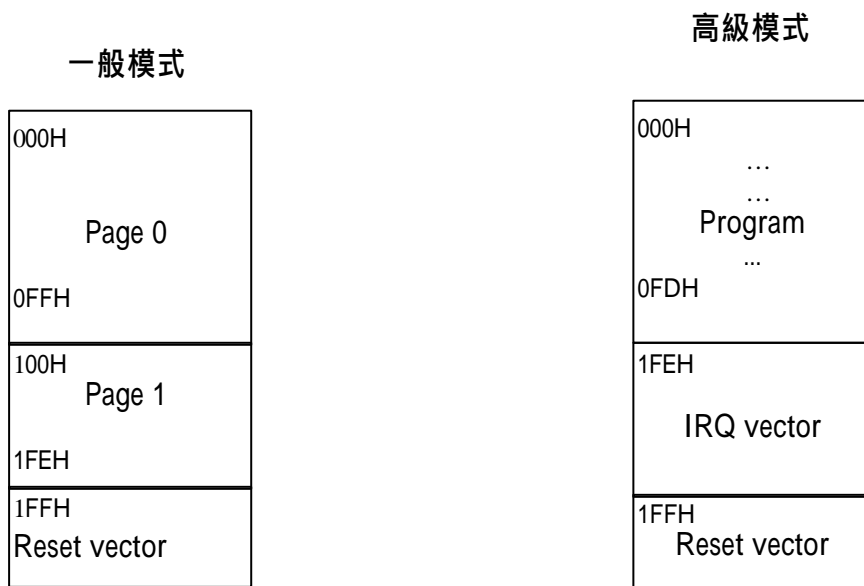 一般模式
000H
Page 0
0FFH
100H
Page 1
1FEH
1FFH
Reset vector
高級模式
000H
…
…
Program
...
0FDH
1FEH
IRQ vector
1FFH
Reset vector